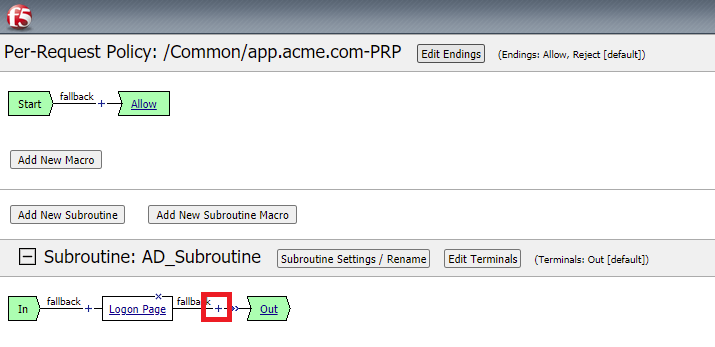 f5
Per-Request Policy: /Common/app.acme.com-PRP Edit Endings (Endings: Allow, Reject [default])
Start fallback + Allow
Add New Macro
Add New Subroutine Add New Subroutine Macro
Subroutine: AD_Subroutine Subroutine Settings / Rename Edit Terminals (Terminals: Out [default])
In fallback + Logon Page fallback + Out